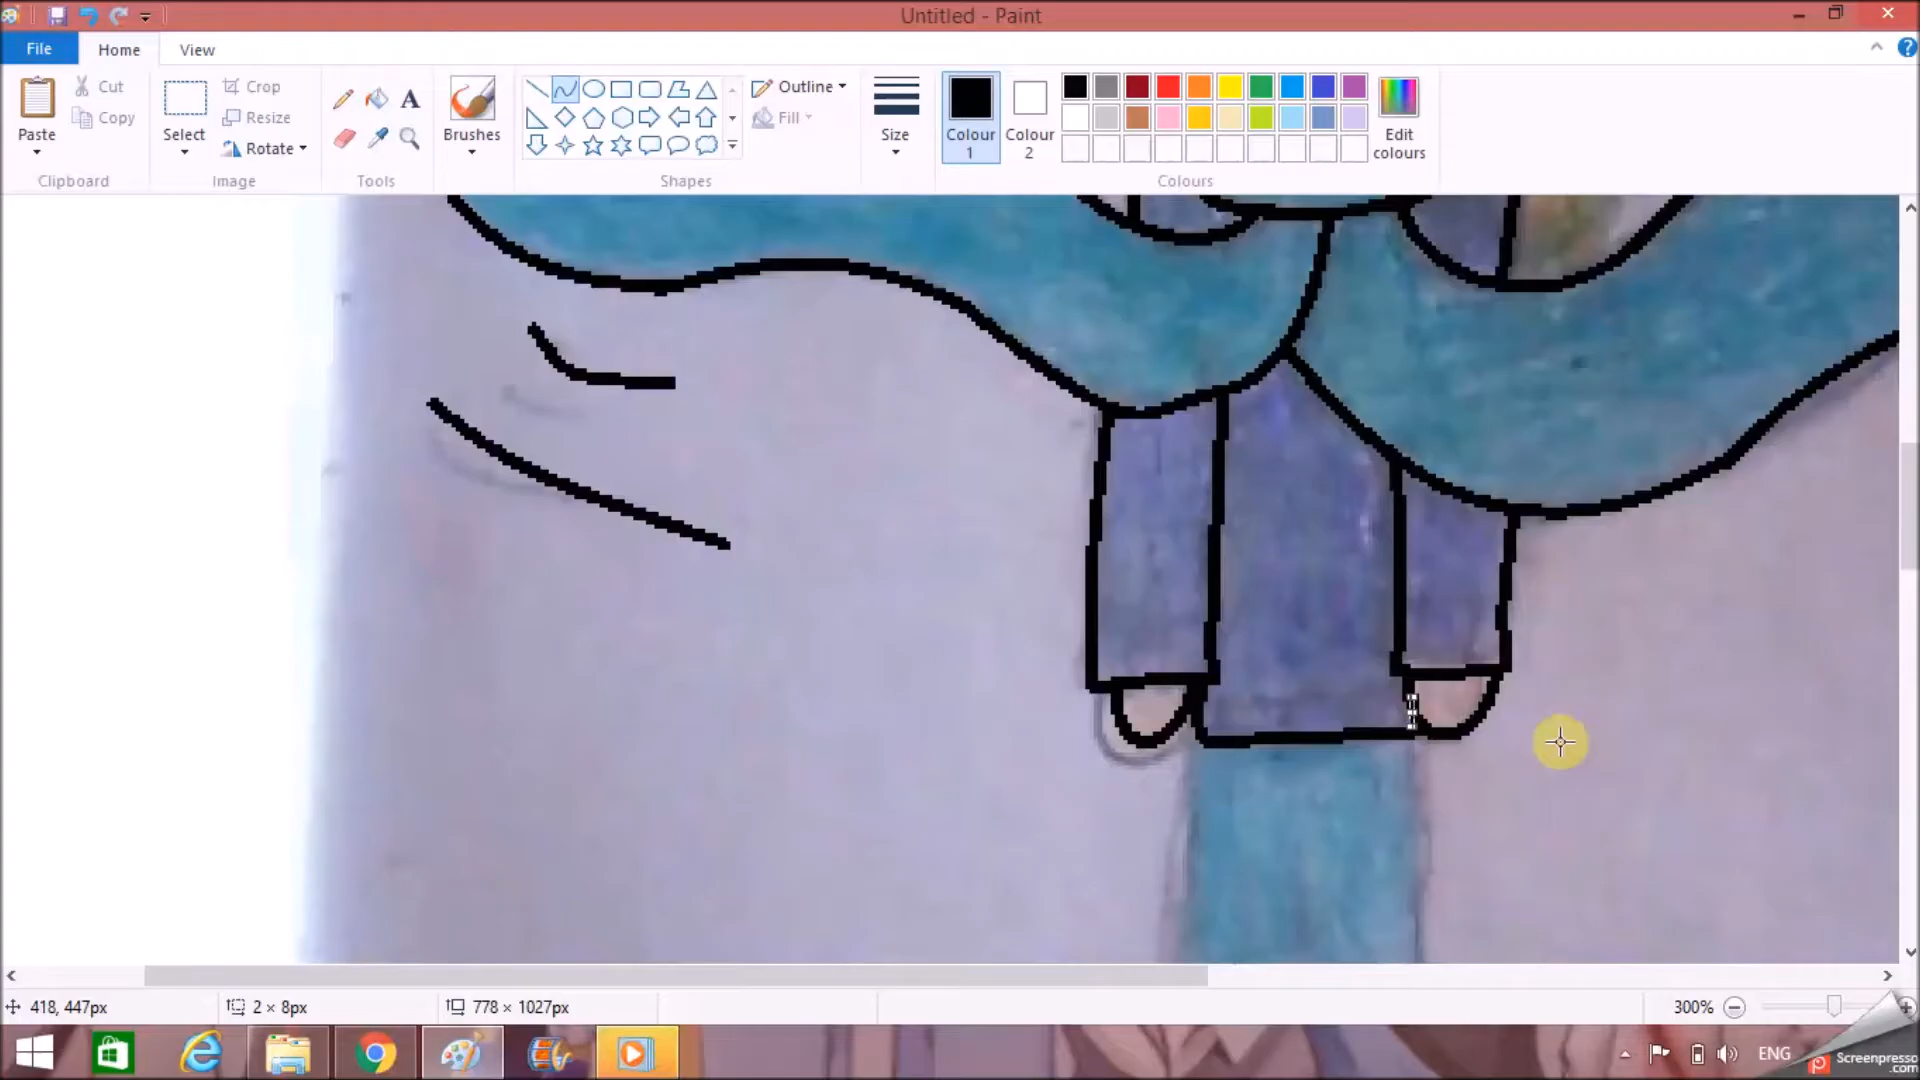 Untitled - Paint
File Home View
Paste
Cut
Copy
Clipboard
Select
Crop
Resize
Rotate
Image
A
Tools
Brushes
Shapes
Outline
Fill
Size
Colour 1
Colour 2
Edit colours
Colours
418, 447px
2 × 8px
778 × 1027px
300%
ENG
Screenpresso
.com